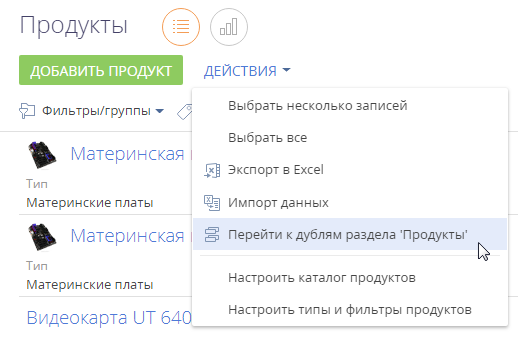 Продукты
ДОБАВИТЬ ПРОДУКТ ДЕЙСТВИЯ
Фильтры/группы
Выбрать несколько записей
Выбрать все
Экспорт в Excel
Импорт данных
Перейти к дублям раздела 'Продукты'
Настроить каталог продуктов
Настроить типы и фильтры продуктов
Материнская
Тип
Материнские платы
Материнская
Тип
Материнские платы
Видеокарта UT 640